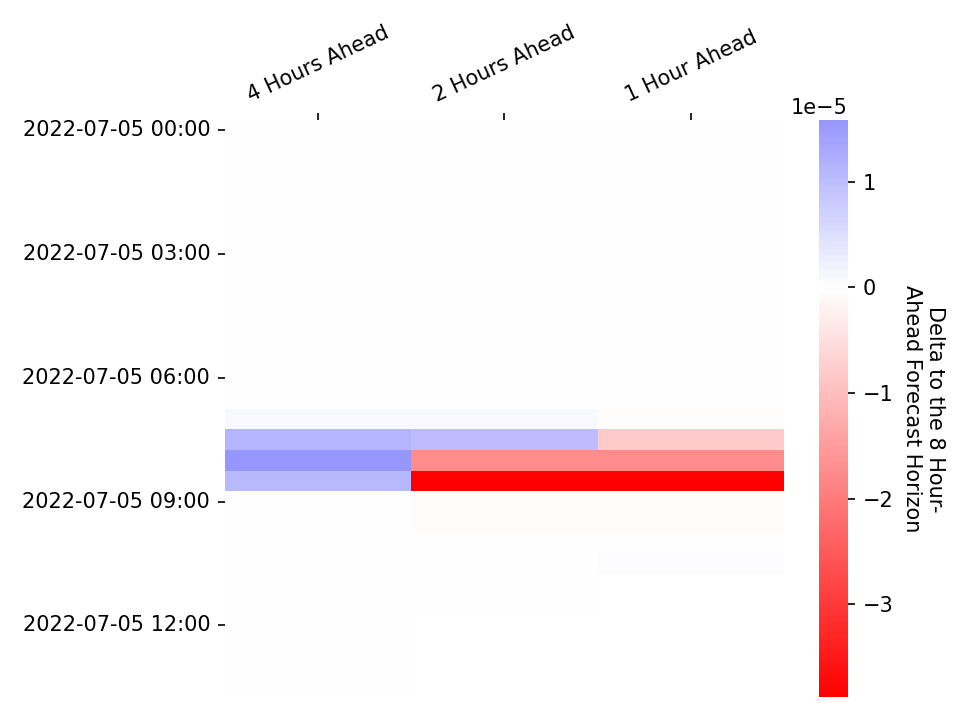 4 Hours Ahead
2 Hours Ahead
1 Hour Ahead
2022-07-05 00:00
2022-07-05 03:00
2022-07-05 06:00
2022-07-05 09:00
2022-07-05 12:00
1e−5
1
0
−1
−2
−3
Delta to the 8 Hour-
Ahead Forecast Horizon